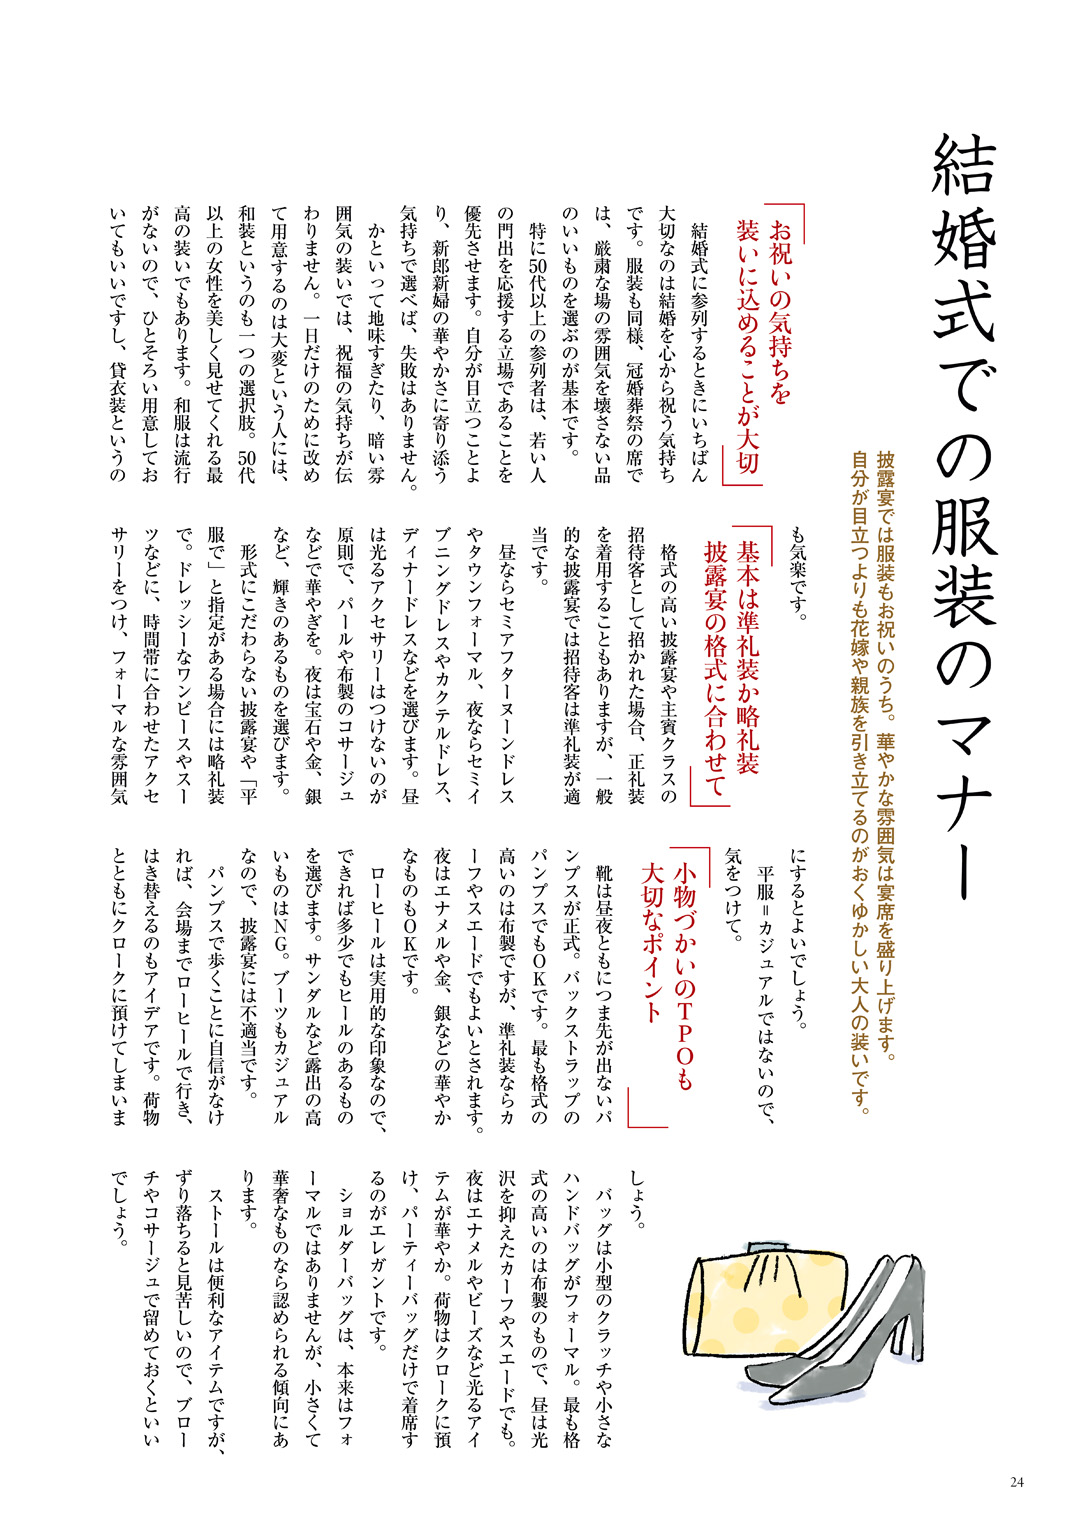 結婚式での服装のマナー
披露宴では服装もお祝いのうち。華やかな雰囲気は宴席を盛り上げます。
自分が目立つよりも花嫁や親族を引き立てるのがおくゆかしい大人の装いです。
お祝いの気持ちを
装いに込めることが大切
結婚式に参列するときにいちばん
大切なのは結婚を心から祝う気持ち
です。服装も同様、冠婚葬祭の席で
は、厳粛な場の雰囲気を壊さない品
のいいものを選ぶのが基本です。
特に50代以上の参列者は、若い人
の門出を応援する立場であることを
優先させます。自分が目立つことよ
り、新郎新婦の華やかさに寄り添う
気持ちで選べば、失敗はありません。
かといって地味すぎたり、暗い雰
囲気の装いでは、祝福の気持ちが伝
わりません。一日だけのために改め
て用意するのは大変という人には、
和装というのも一つの選択肢。50代
以上の女性を美しく見せてくれる最
高の装いでもあります。和服は流行
がないので、ひとそろい用意してお
いてもいいですし、貸衣装というの
も気楽です。
基本は準礼装か略礼装
披露宴の格式に合わせて
格式の高い披露宴や主賓クラスの
招待客として招かれた場合、正礼装
を着用することもありますが、一般
的な披露宴では招待客は準礼装が適
当です。
昼ならセミアフターヌーンドレス
やタウンフォーマル、夜ならセミイ
ブニングドレスやカクテルドレス、
ディナードレスなどを選びます。昼
は光るアクセサリーはつけないのが
原則で、パールや布製のコサージュ
などで華やぎを。夜は宝石や金、銀
など、輝きのあるものを選びます。
形式にこだわらない披露宴や「平
服で」と指定がある場合には略礼装
で。ドレッシーなワンピースやスー
ツなどに、時間帯に合わせたアクセ
サリーをつけ、フォーマルな雰囲気
にするとよいでしょう。
平服＝カジュアルではないので、
気をつけて。
小物づかいのTPOも
大切なポイント
靴は昼夜ともにつま先が出ないパ
ンプスが正式。バックストラップの
パンプスでもOKです。最も格式の
高いのは布製ですが、準礼装ならカ
ーフやスエードでもよいとされます。
夜はエナメルや金、銀などの華やか
なものもOKです。
ローヒールは実用的な印象なので、
できれば多少でもヒールのあるもの
を選びます。サンダルなど露出の高
いものはNG。ブーツもカジュアル
なので、披露宴には不適当です。
パンプスで歩くことに自信がなけ
れば、会場までローヒールで行き、
はき替えるのもアイデアです。荷物
とともにクロークに預けてしまいま
しょう。
バッグは小型のクラッチや小さな
ハンドバッグがフォーマル。最も格
式の高いのは布製のもので、昼は光
沢を抑えたカーフやスエードでも。
夜はエナメルやビーズなど光るアイ
テムが華やか。荷物はクロークに預
け、パーティーバッグだけで着席す
るのがエレガントです。
ショルダーバッグは、本来はフォ
ーマルではありませんが、小さくて
華奢なものなら認められる傾向にあ
ります。
ストールは便利なアイテムですが、
ずり落ちると見苦しいので、ブロー
チやコサージュで留めておくといい
でしょう。
24